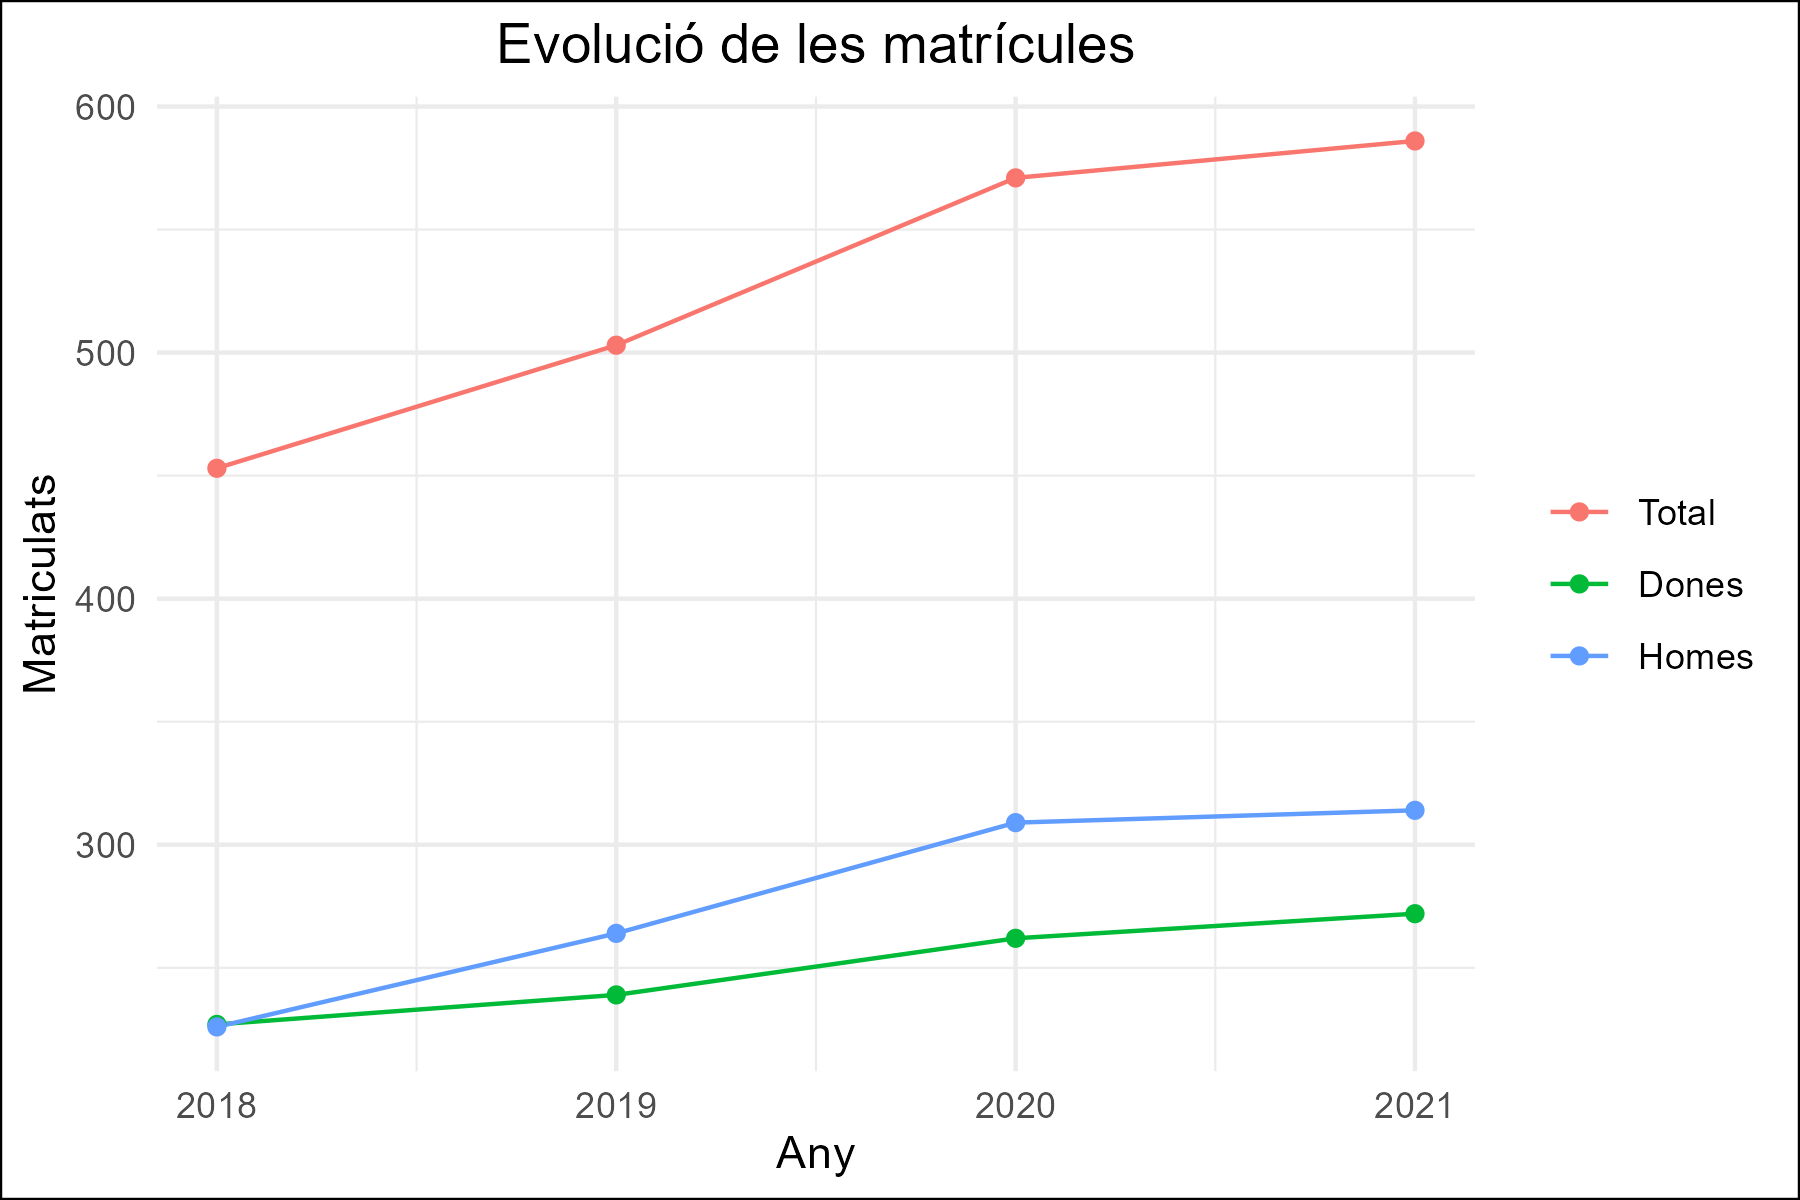 Evolució de les matrícules
600
500
400
300
Matriculats
2018 2019 2020 2021
Any
Total
Dones
Homes